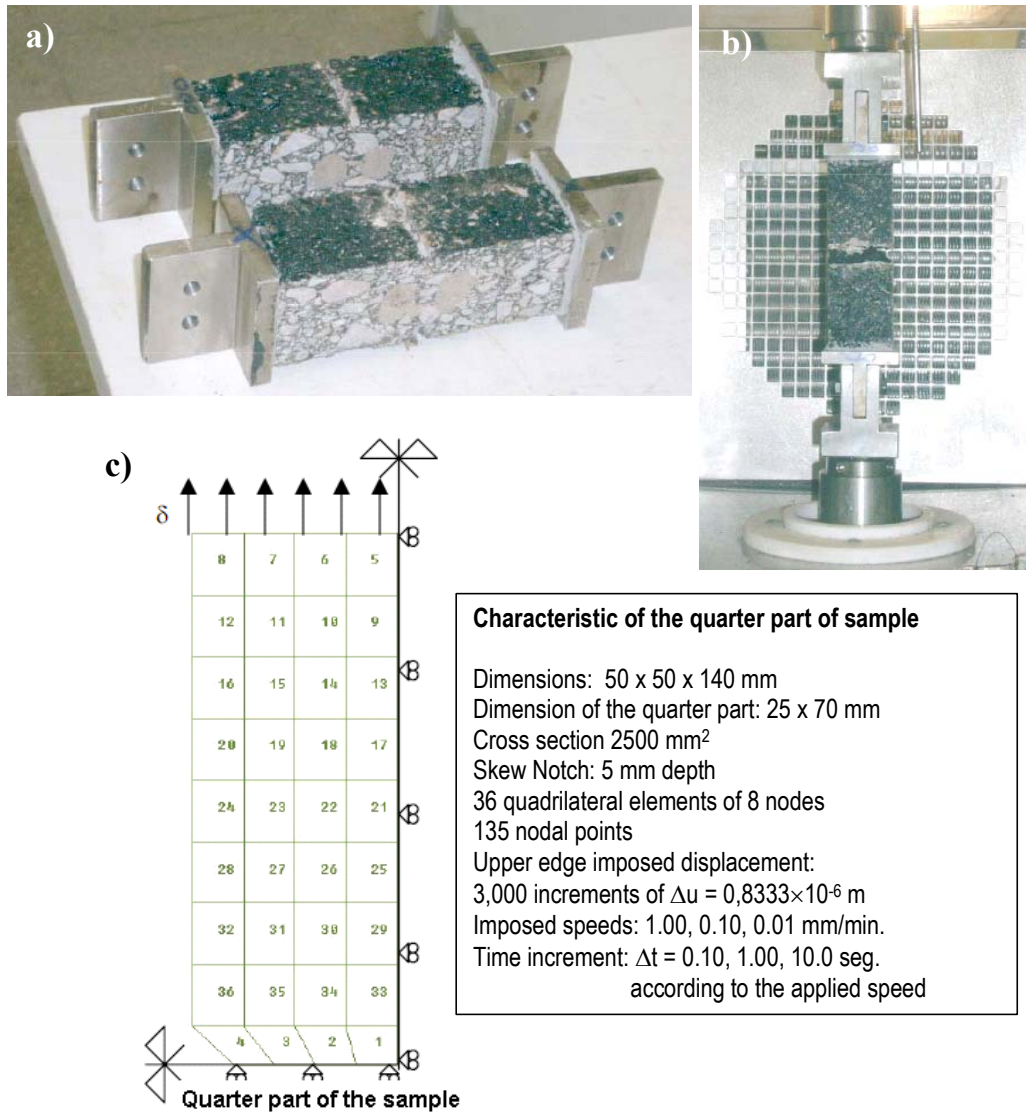 a)
b)
c)
δ
8 7 6 5
12 11 10 9
16 15 14 13
20 19 18 17
24 23 22 21
28 27 26 25
32 31 30 29
36 35 34 33
4 3 2 1
Quarter part of the sample
Characteristic of the quarter part of sample
Dimensions: 50 x 50 x 140 mm
Dimension of the quarter part: 25 x 70 mm
Cross section 2500 mm²
Skew Notch: 5 mm depth
36 quadrilateral elements of 8 nodes
135 nodal points
Upper edge imposed displacement:
3,000 increments of Δu = 0,8333×10⁻⁶ m
Imposed speeds: 1.00, 0.10, 0.01 mm/min.
Time increment: Δt = 0.10, 1.00, 10.0 seg.
according to the applied speed